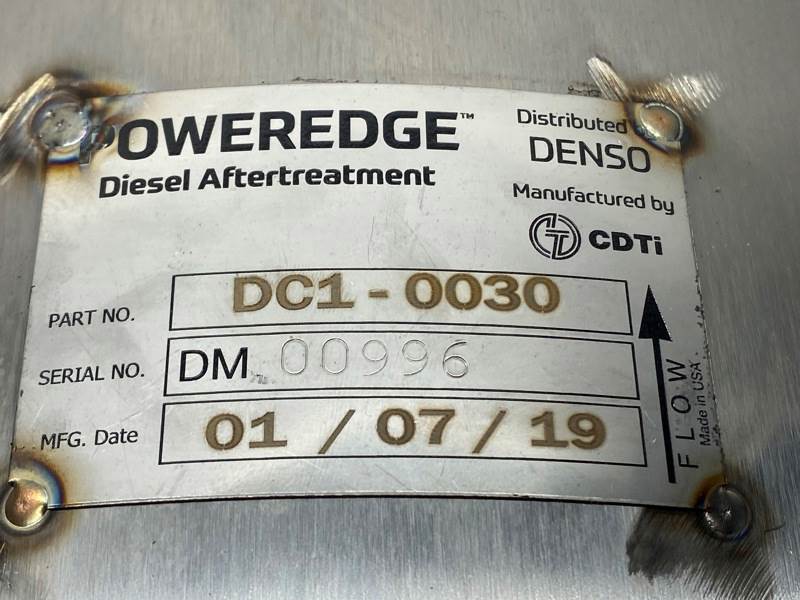 POWEREDGE™
Diesel Aftertreatment
Distributed
DENSO
Manufactured by
CDTi
PART NO. DC1-0030
SERIAL NO. DM 00996
MFG. Date 01 / 07 / 19
FLOW
Made in USA